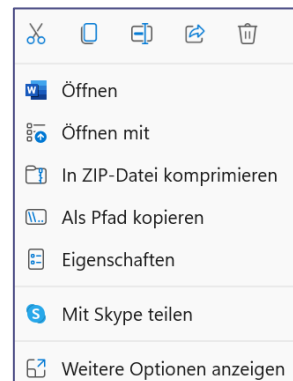 Öffnen
Öffnen mit
In ZIP-Datei komprimieren
Als Pfad kopieren
Eigenschaften
Mit Skype teilen
Weitere Optionen anzeigen